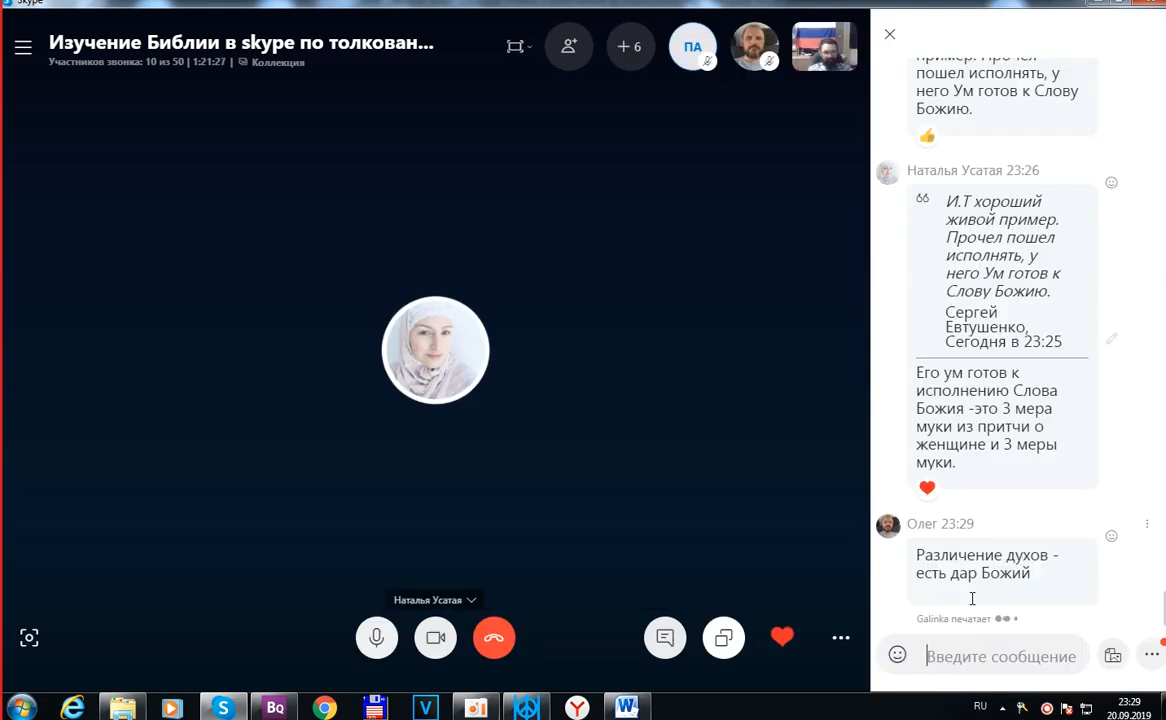 Skype
Изучение Библии в skype по толкован...
Участников звонка: 10 из 50 | 1:21:27 | Коллекция
+ 6
ПА
пример. Прочел
пошел исполнять, у
него Ум готов к Слову
Божию.
Наталья Усатая 23:26
И.Т хороший
живой пример.
Прочел пошел
исполнять, у
него Ум готов к
Слову Божию.
Сергей
Евтушенко,
Сегодня в 23:25
Его ум готов к
исполнению Слова
Божия -это 3 мера
муки из притчи о
женщине и 3 меры
муки.
Олег 23:29
Различение духов -
есть дар Божий
Galinka печатает
Наталья Усатая
Введите сообщение
Bq
V
Y
W
RU
23:29
20.09.2019